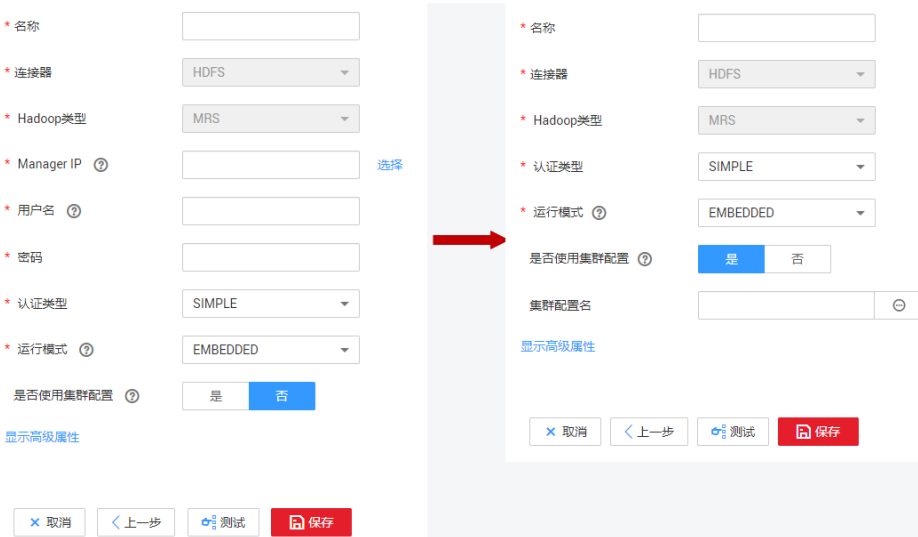 * 名称
* 连接器 HDFS
* Hadoop类型 MRS
* Manager IP ? 选择
* 用户名 ?
* 密码
* 认证类型 SIMPLE
* 运行模式 ? EMBEDDED
是否使用集群配置 ? 是 否
显示高级属性
取消 上一步 测试 保存
* 名称
* 连接器 HDFS
* Hadoop类型 MRS
* 认证类型 SIMPLE
* 运行模式 ? EMBEDDED
是否使用集群配置 ? 是 否
集群配置名
显示高级属性
取消 上一步 测试 保存